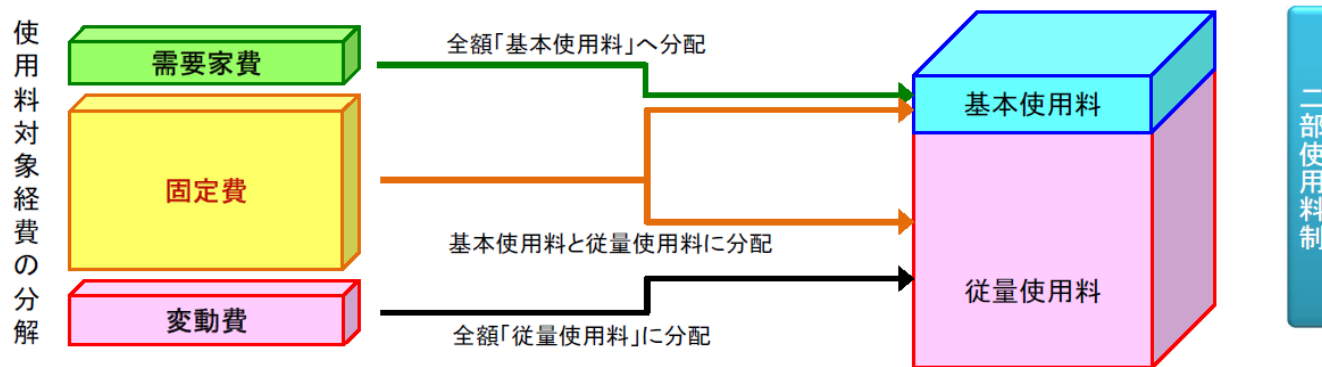 使用料対象経費の分解
需要家費
固定費
変動費
全額「基本使用料」へ分配
基本使用料と従量使用料に分配
全額「従量使用料」に分配
基本使用料
従量使用料
二部使用料制